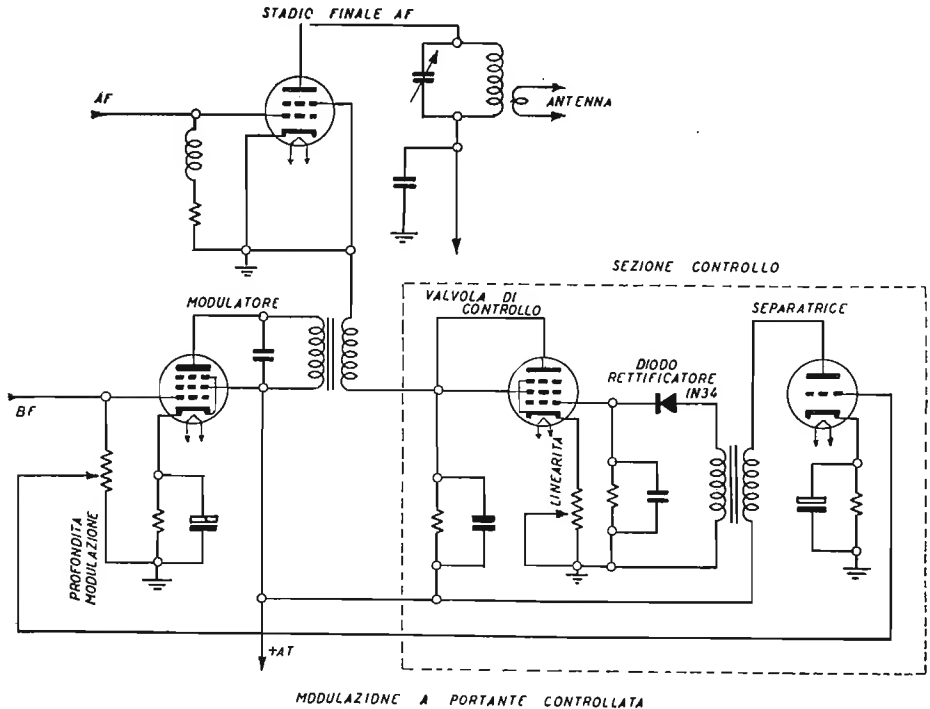 STADIO FINALE AF
AF
ANTENNA
SEZIONE CONTROLLO
MODULATORE
VALVOLA DI
CONTROLLO
SEPARATRICE
DIODO
RETTIFICATORE
IN34
BF
LINEARITÀ
PROFONDITA
MODULAZIONE
+AT
MODULAZIONE A PORTANTE CONTROLLATA